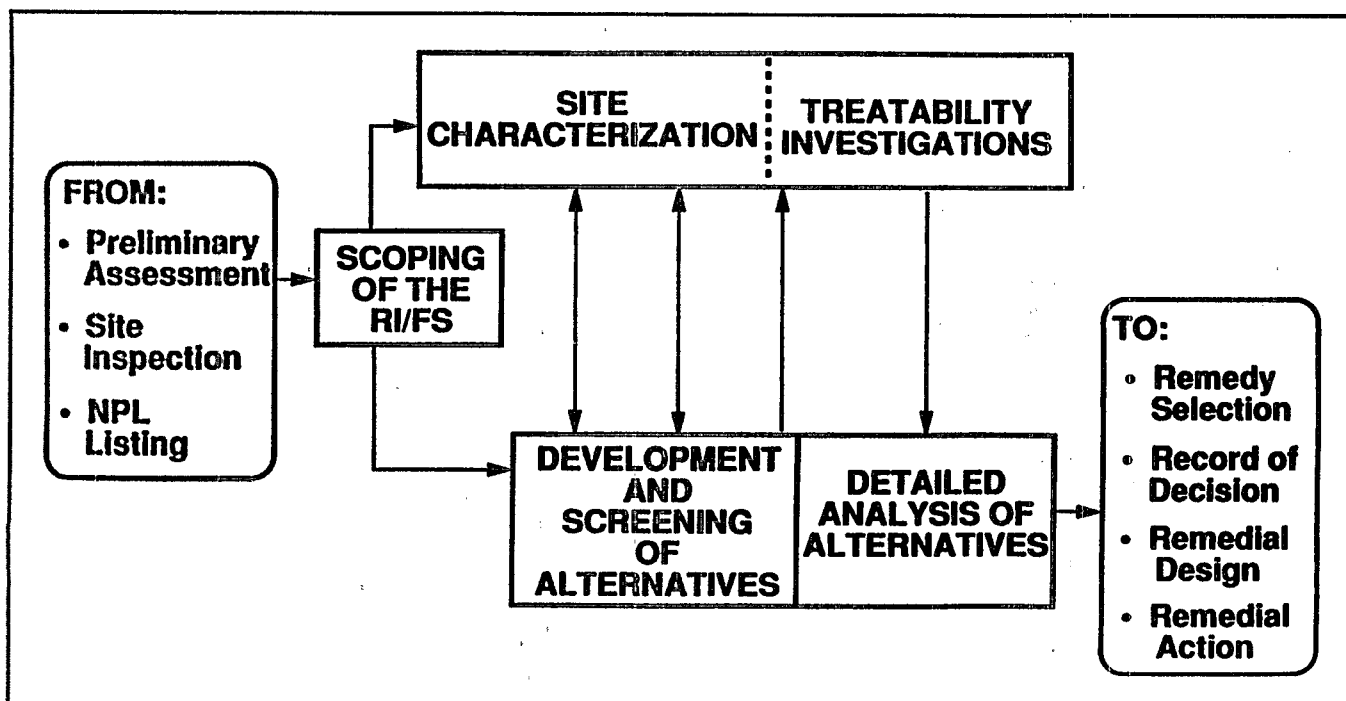 FROM:
• Preliminary
Assessment
• Site
Inspection
• NPL
Listing
SCOPING
OF THE
RI/FS
SITE
CHARACTERIZATION
TREATABILITY
INVESTIGATIONS
DEVELOPMENT
AND
SCREENING
OF
ALTERNATIVES
DETAILED
ANALYSIS OF
ALTERNATIVES
TO:
• Remedy
Selection
• Record of
Decision
• Remedial
Design
• Remedial
Action